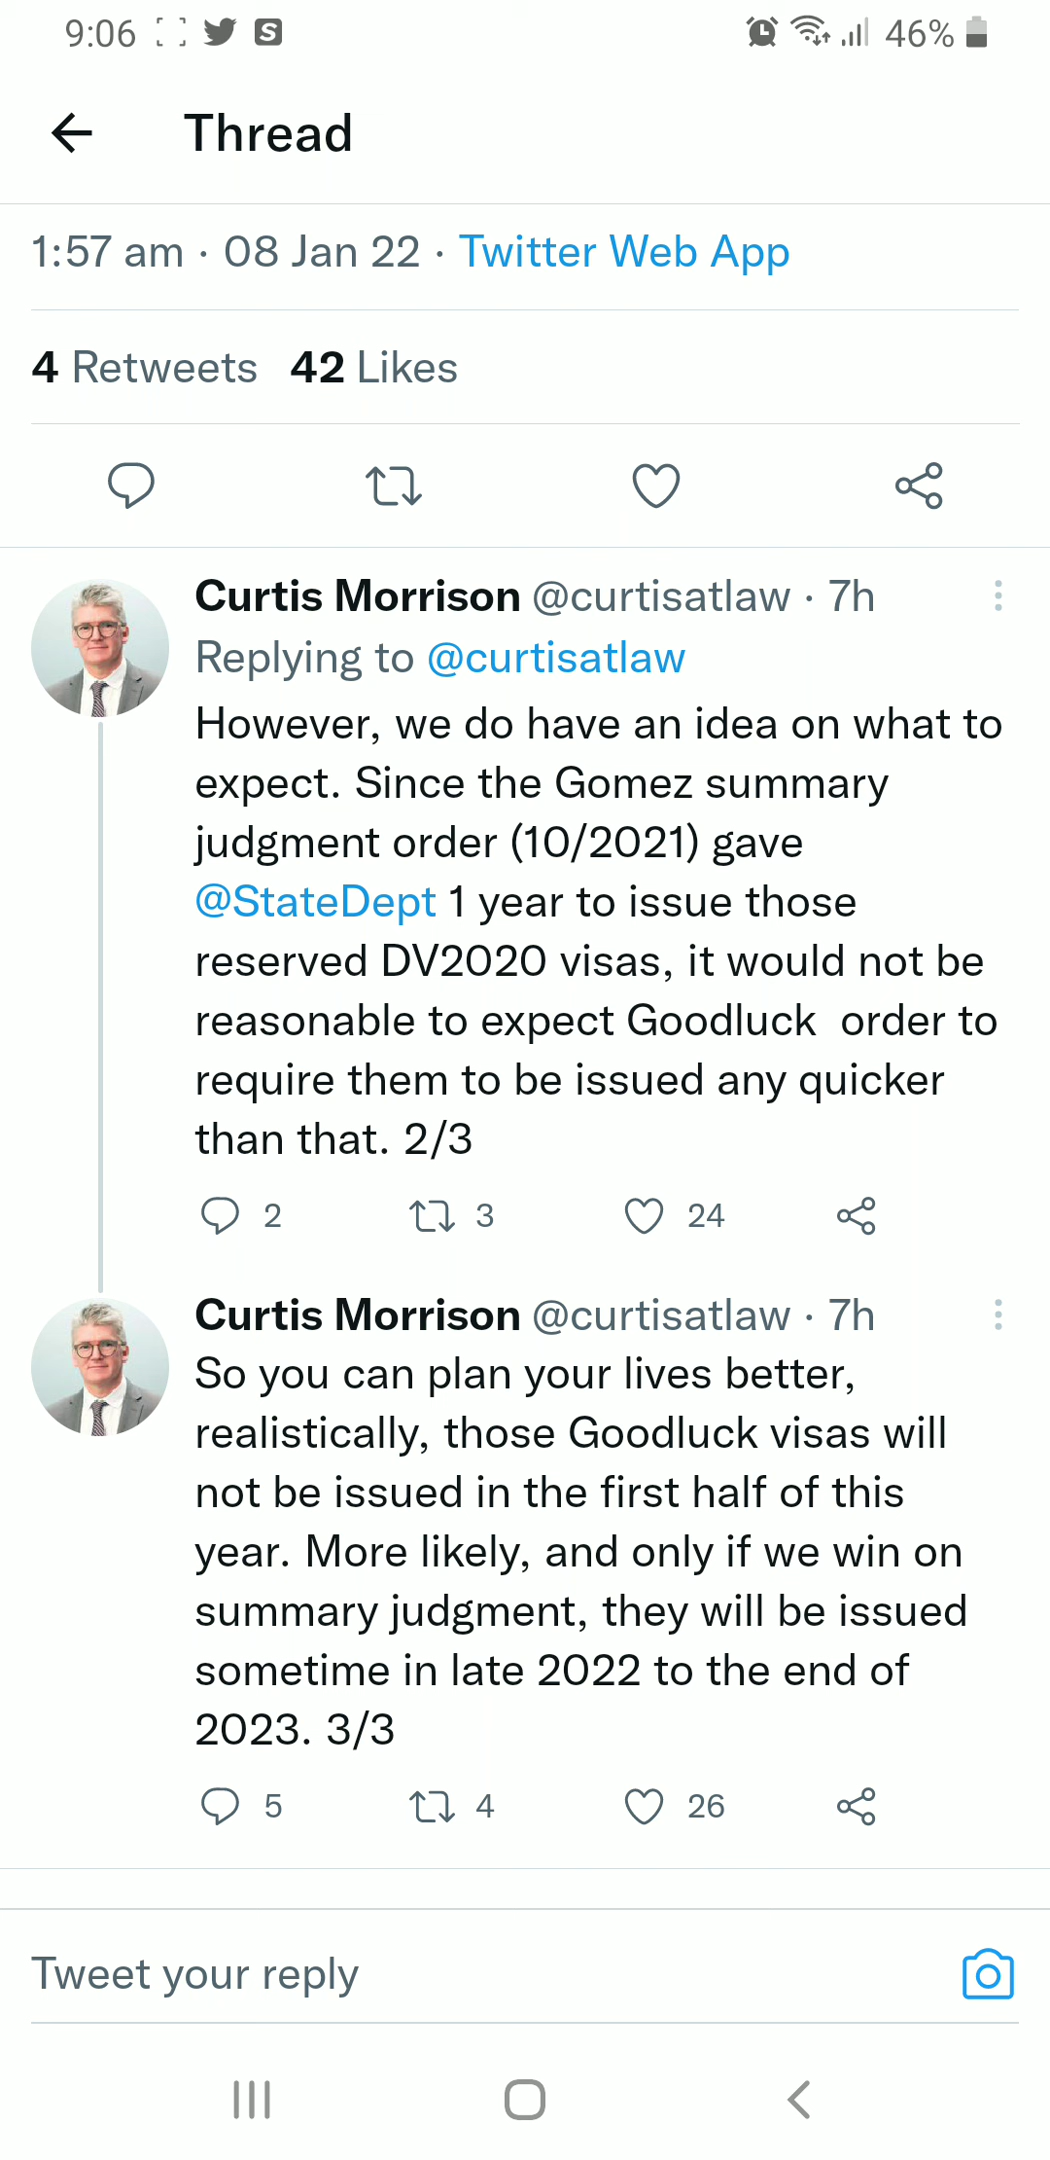 9:06 S 46%
Thread
1:57 am · 08 Jan 22 · Twitter Web App
4 Retweets 42 Likes
Curtis Morrison @curtisatlaw · 7h
Replying to @curtisatlaw
However, we do have an idea on what to
expect. Since the Gomez summary
judgment order (10/2021) gave
@StateDept 1 year to issue those
reserved DV2020 visas, it would not be
reasonable to expect Goodluck  order to
require them to be issued any quicker
than that. 2/3
2 3 24
Curtis Morrison @curtisatlaw · 7h
So you can plan your lives better,
realistically, those Goodluck visas will
not be issued in the first half of this
year. More likely, and only if we win on
summary judgment, they will be issued
sometime in late 2022 to the end of
2023. 3/3
5 4 26
Tweet your reply